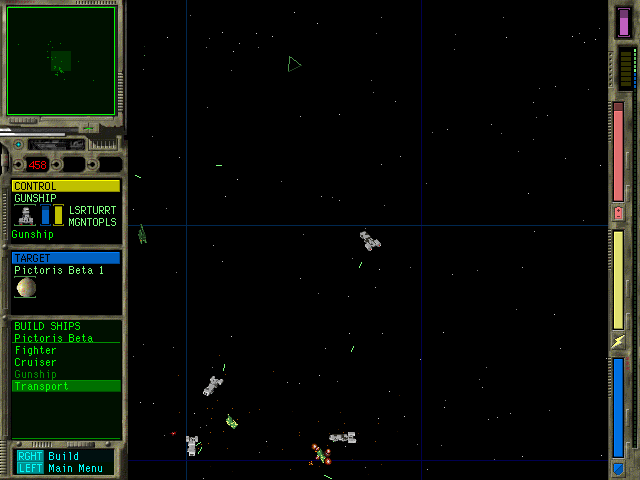 458
CONTROL
GUNSHIP
LSRTURRT
MGNTOPLS
Gunship
TARGET
Pictoris Beta 1
BUILD SHIPS
Pictoris Beta
Fighter
Cruiser
Gunship
Transport
RGHT Build
LEFT Main Menu